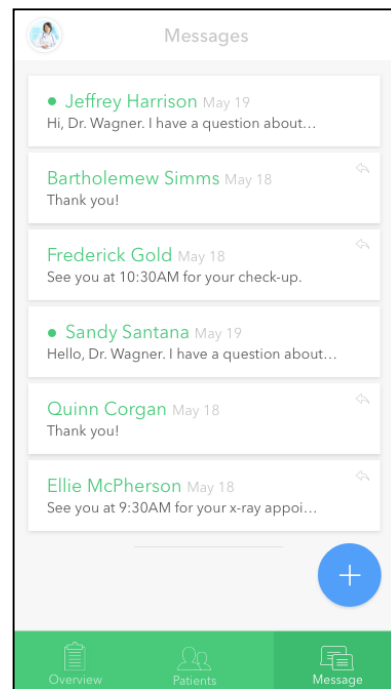 Messages
• Jeffrey Harrison May 19
Hi, Dr. Wagner. I have a question about...
Bartholemew Simms May 18
Thank you!
Frederick Gold May 18
See you at 10:30AM for your check-up.
• Sandy Santana May 19
Hello, Dr. Wagner. I have a question about...
Quinn Corgan May 18
Thank you!
Ellie McPherson May 18
See you at 9:30AM for your x-ray appoi...
+
Overview Patients Message